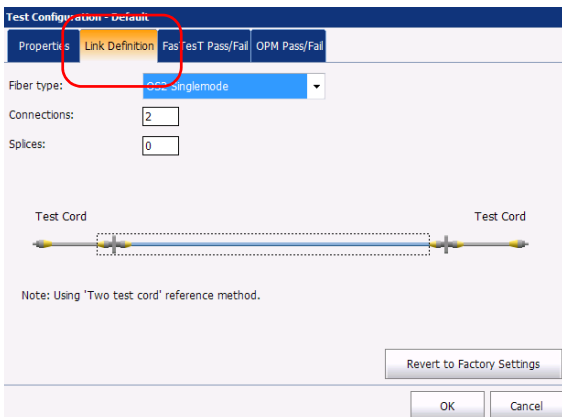 Test Configuration - Default
Properties Link Definition FasTesT Pass/Fail OPM Pass/Fail
Fiber type: OS2 Singlemode
Connections: 2
Splices: 0
Test Cord Test Cord
Note: Using 'Two test cord' reference method.
Revert to Factory Settings
OK Cancel